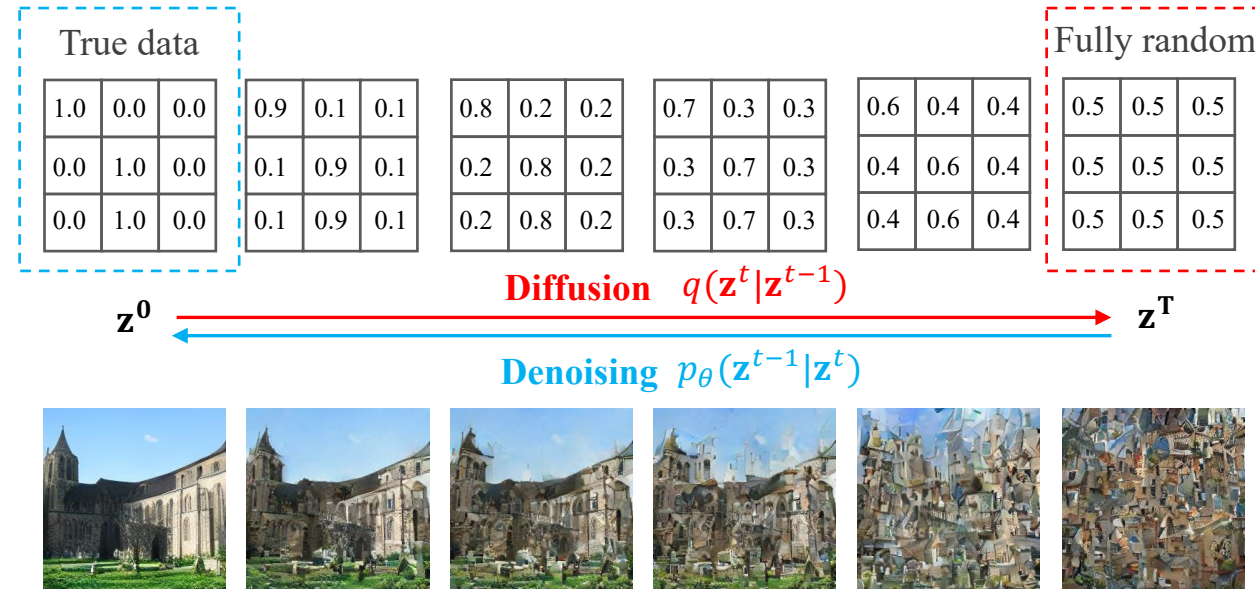 True data
Fully random
1.0 0.0 0.0 0.9 0.1 0.1 0.8 0.2 0.2 0.7 0.3 0.3 0.6 0.4 0.4 0.5 0.5 0.5
0.0 1.0 0.0 0.1 0.9 0.1 0.2 0.8 0.2 0.3 0.7 0.3 0.4 0.6 0.4 0.5 0.5 0.5
0.0 1.0 0.0 0.1 0.9 0.1 0.2 0.8 0.2 0.3 0.7 0.3 0.4 0.6 0.4 0.5 0.5 0.5
Diffusion q(𝐳ᵗ|𝐳ᵗ⁻¹)
𝐳⁰
𝐳ᵀ
Denoising p_θ(𝐳ᵗ⁻¹|𝐳ᵗ)